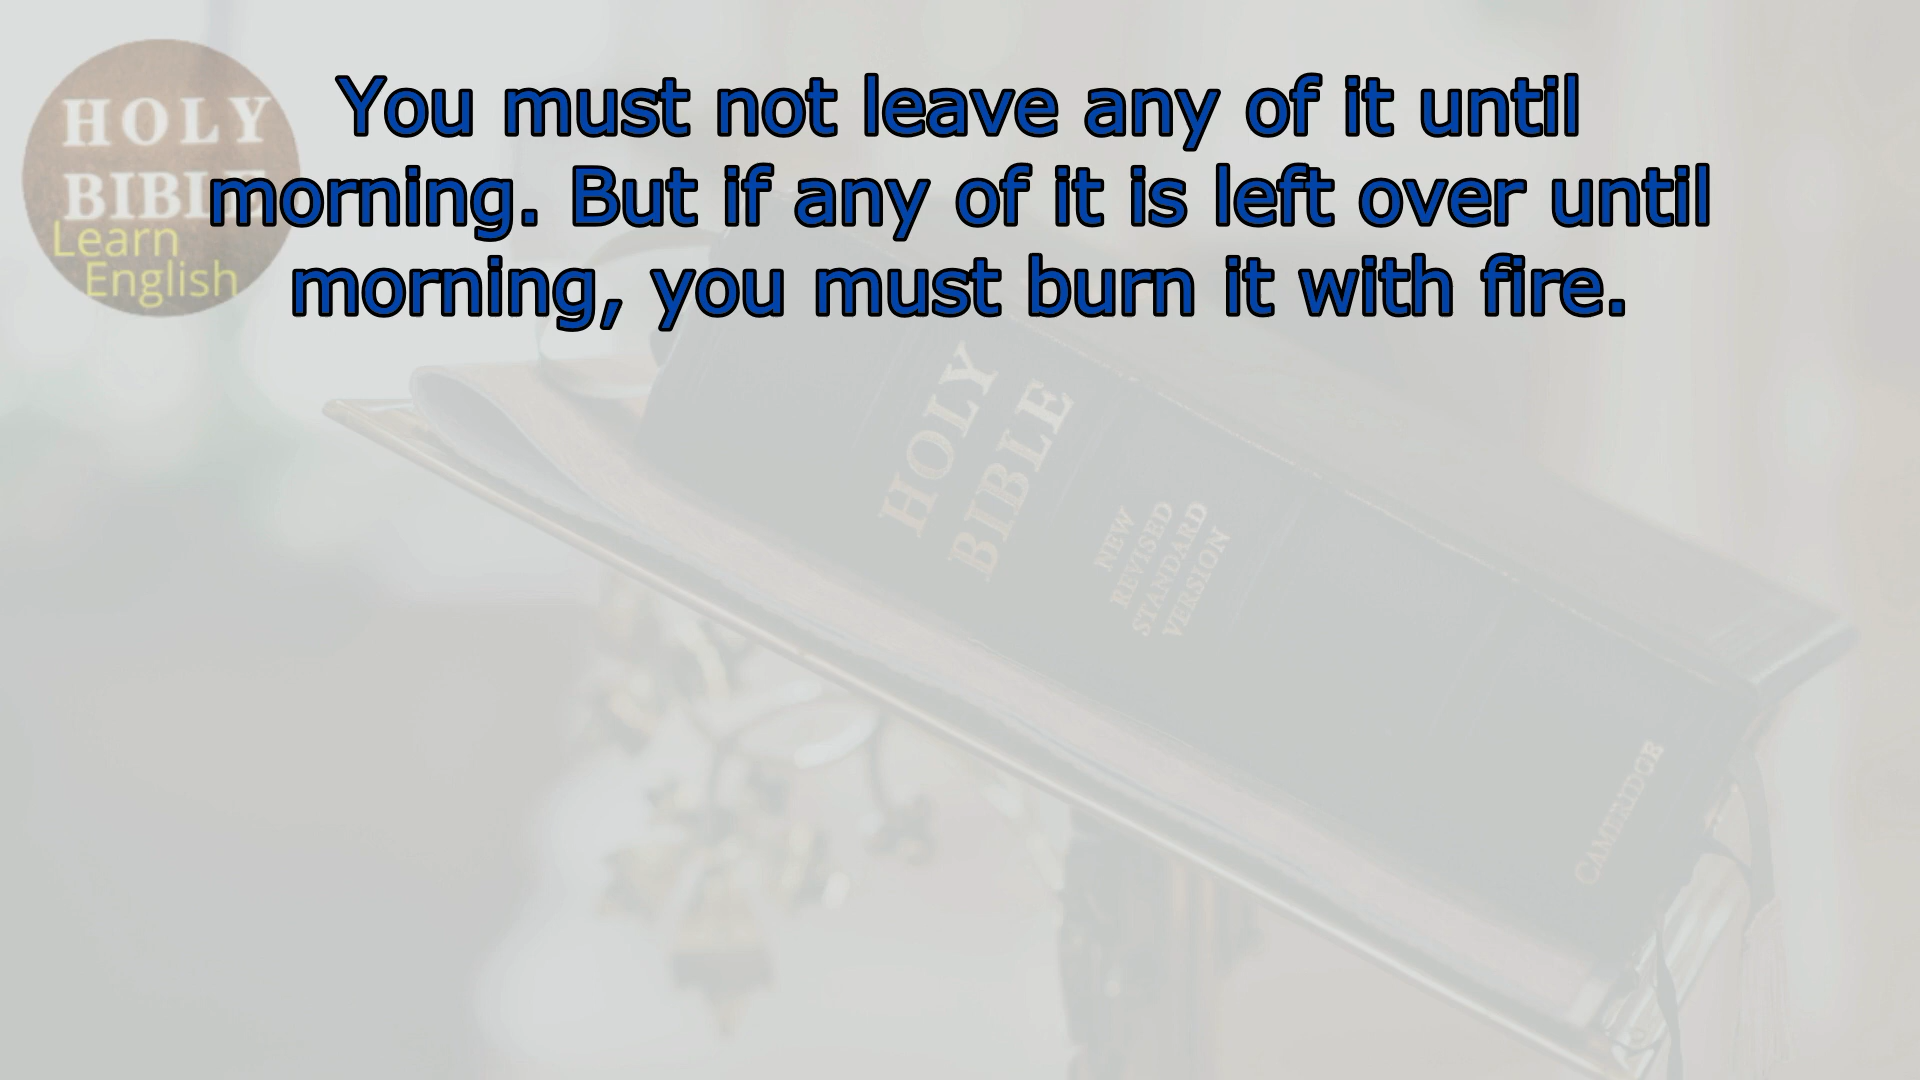 HOLY
BIBLE
Learn
English
You must not leave any of it until
morning. But if any of it is left over until
morning, you must burn it with fire.
HOLY
BIBLE
NEW
REVISED
STANDARD
VERSION
CAMBRIDGE